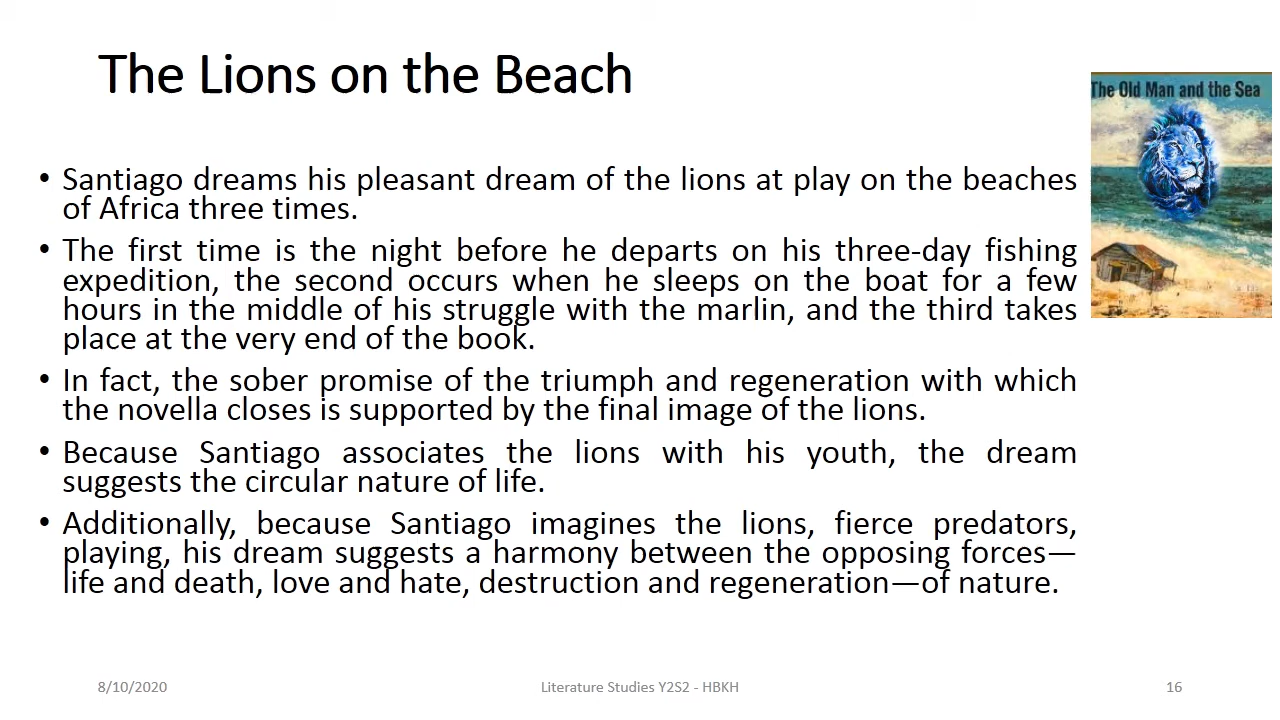 The Lions on the Beach
The Old Man and the Sea
• Santiago dreams his pleasant dream of the lions at play on the beaches
of Africa three times.
• The first time is the night before he departs on his three-day fishing
expedition, the second occurs when he sleeps on the boat for a few
hours in the middle of his struggle with the marlin, and the third takes
place at the very end of the book.
• In fact, the sober promise of the triumph and regeneration with which
the novella closes is supported by the final image of the lions.
• Because Santiago associates the lions with his youth, the dream
suggests the circular nature of life.
• Additionally, because Santiago imagines the lions, fierce predators,
playing, his dream suggests a harmony between the opposing forces—
life and death, love and hate, destruction and regeneration—of nature.
8/10/2020
Literature Studies Y2S2 - HBKH
16